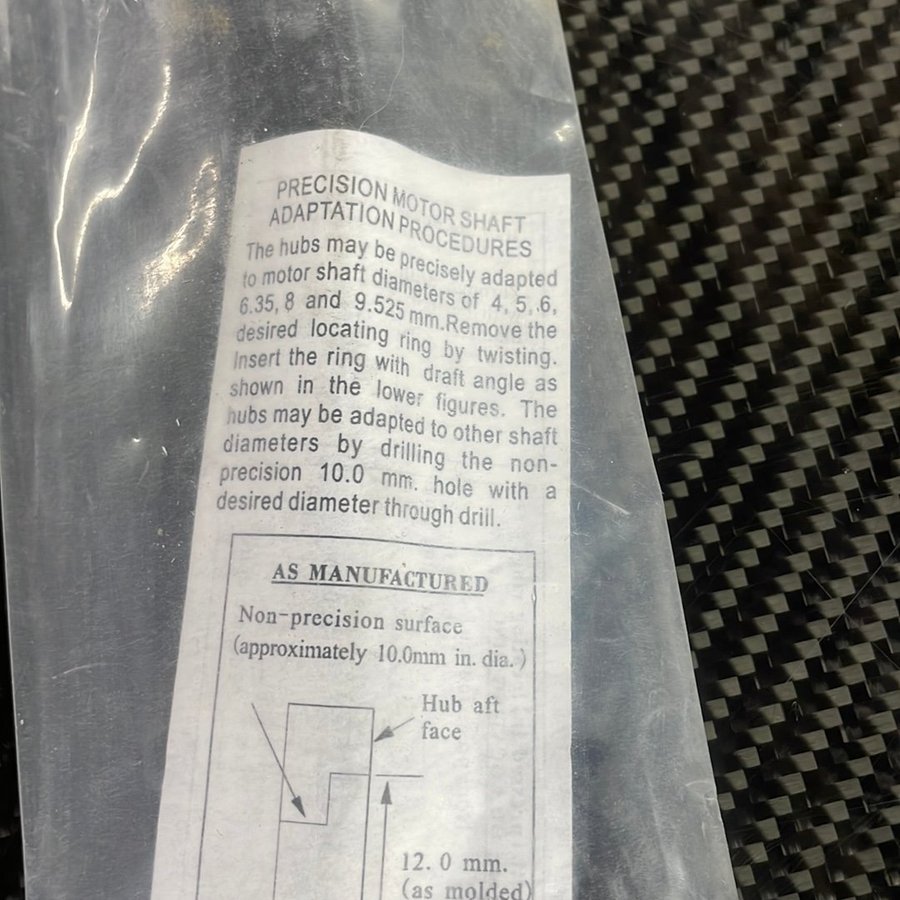 PRECISION MOTOR SHAFT
ADAPTATION PROCEDURES
The hubs may be precisely adapted
to motor shaft diameters of 4, 5, 6,
6.35, 8 and 9.525 mm.Remove the
desired locating ring by twisting.
Insert the ring with draft angle as
shown in the lower figures. The
hubs may be adapted to other shaft
diameters by drilling the non-
precision 10.0 mm. hole with a
desired diameter through drill.
AS MANUFACTURED
Non-precision surface
(approximately 10.0mm in. dia.)
Hub aft
face
12. 0 mm.
(as molded)